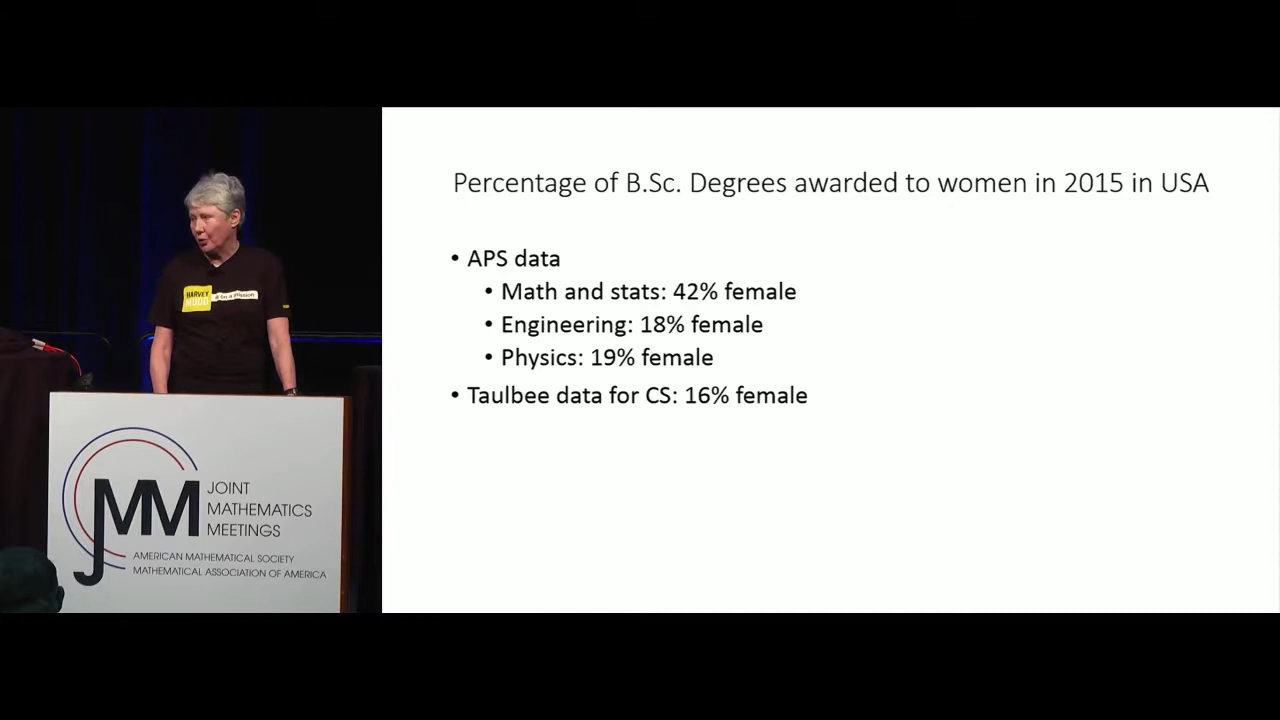 Percentage of B.Sc. Degrees awarded to women in 2015 in USA
• APS data
• Math and stats: 42% female
• Engineering: 18% female
• Physics: 19% female
• Taulbee data for CS: 16% female
HARVEY
MUDD
JMM
JOINT
MATHEMATICS
MEETINGS
AMERICAN MATHEMATICAL SOCIETY
MATHEMATICAL ASSOCIATION OF AMERICA